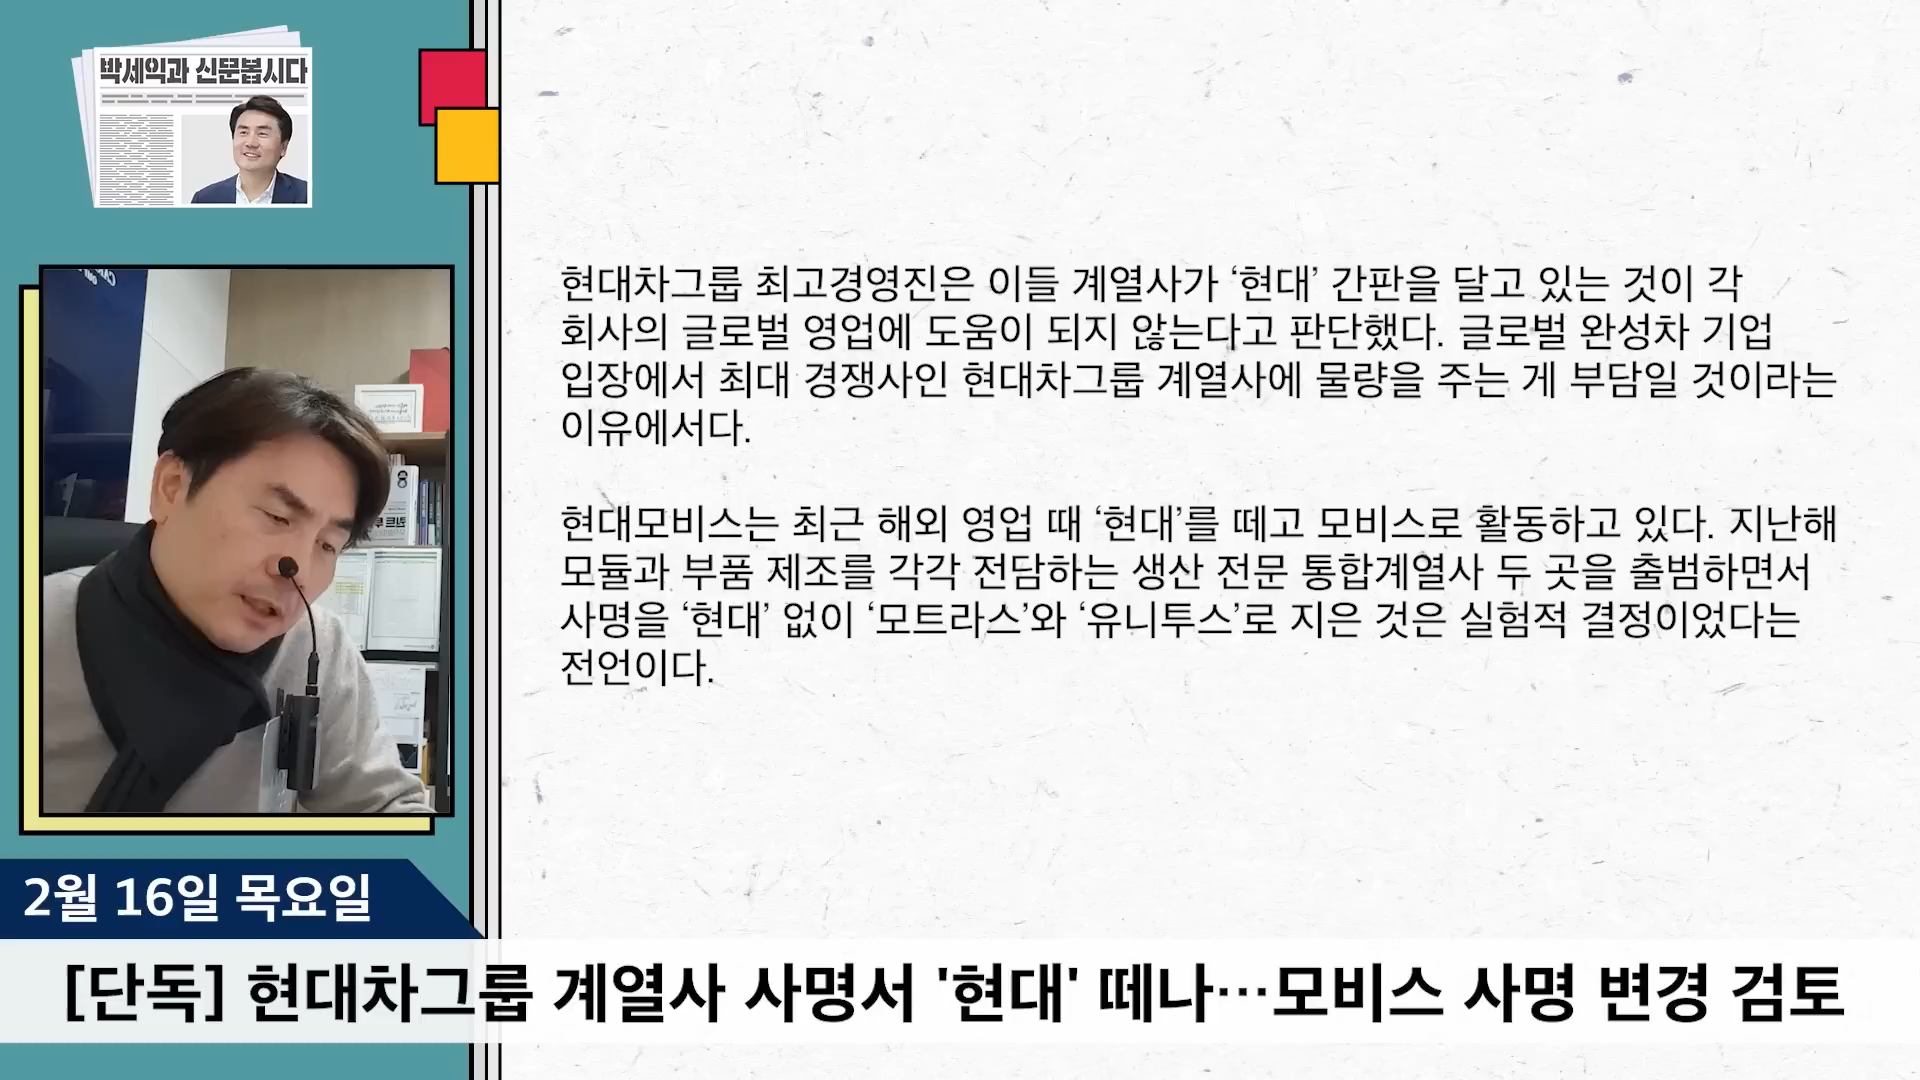 박세익과 신문봅시다
현대차그룹 최고경영진은 이들 계열사가 ‘현대’ 간판을 달고 있는 것이 각
회사의 글로벌 영업에 도움이 되지 않는다고 판단했다. 글로벌 완성차 기업
입장에서 최대 경쟁사인 현대차그룹 계열사에 물량을 주는 게 부담일 것이라는
이유에서다.
현대모비스는 최근 해외 영업 때 ‘현대’를 떼고 모비스로 활동하고 있다. 지난해
모듈과 부품 제조를 각각 전담하는 생산 전문 통합계열사 두 곳을 출범하면서
사명을 ‘현대’ 없이 ‘모트라스’와 ‘유니투스’로 지은 것은 실험적 결정이었다는
전언이다.
2월 16일 목요일
[단독] 현대차그룹 계열사 사명서 '현대' 떼나…모비스 사명 변경 검토